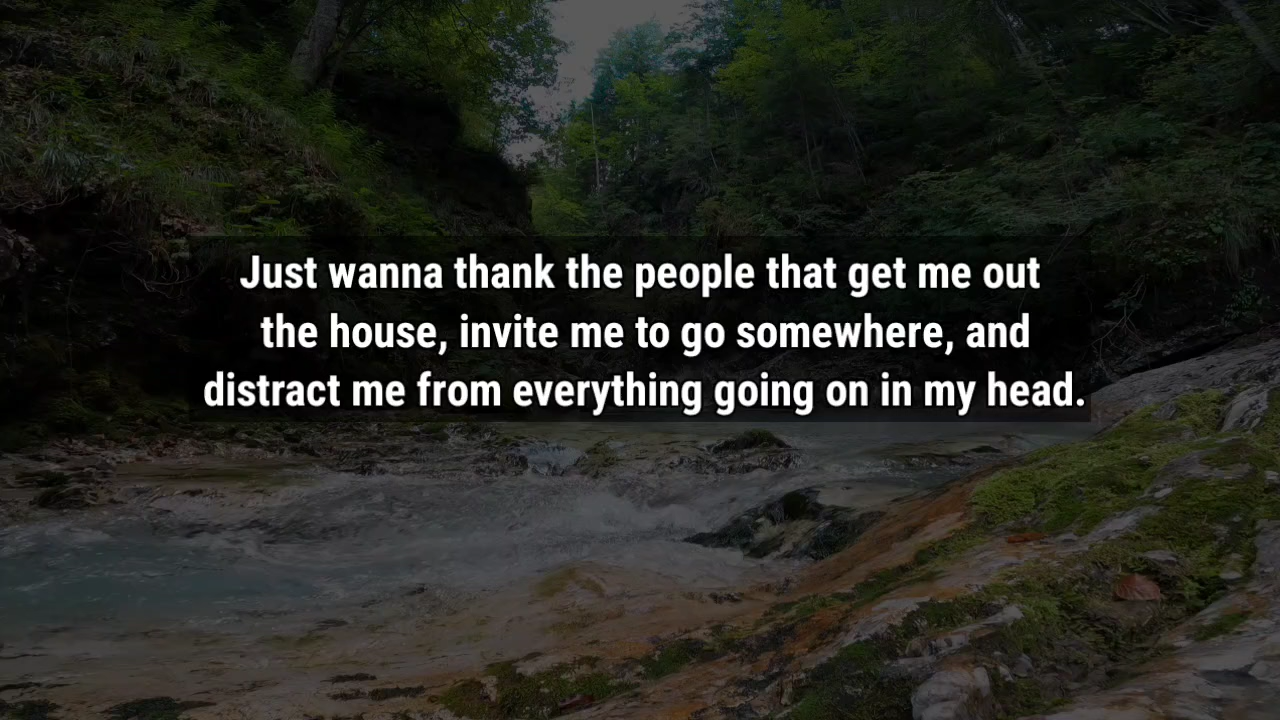 Just wanna thank the people that get me out
the house, invite me to go somewhere, and
distract me from everything going on in my head.